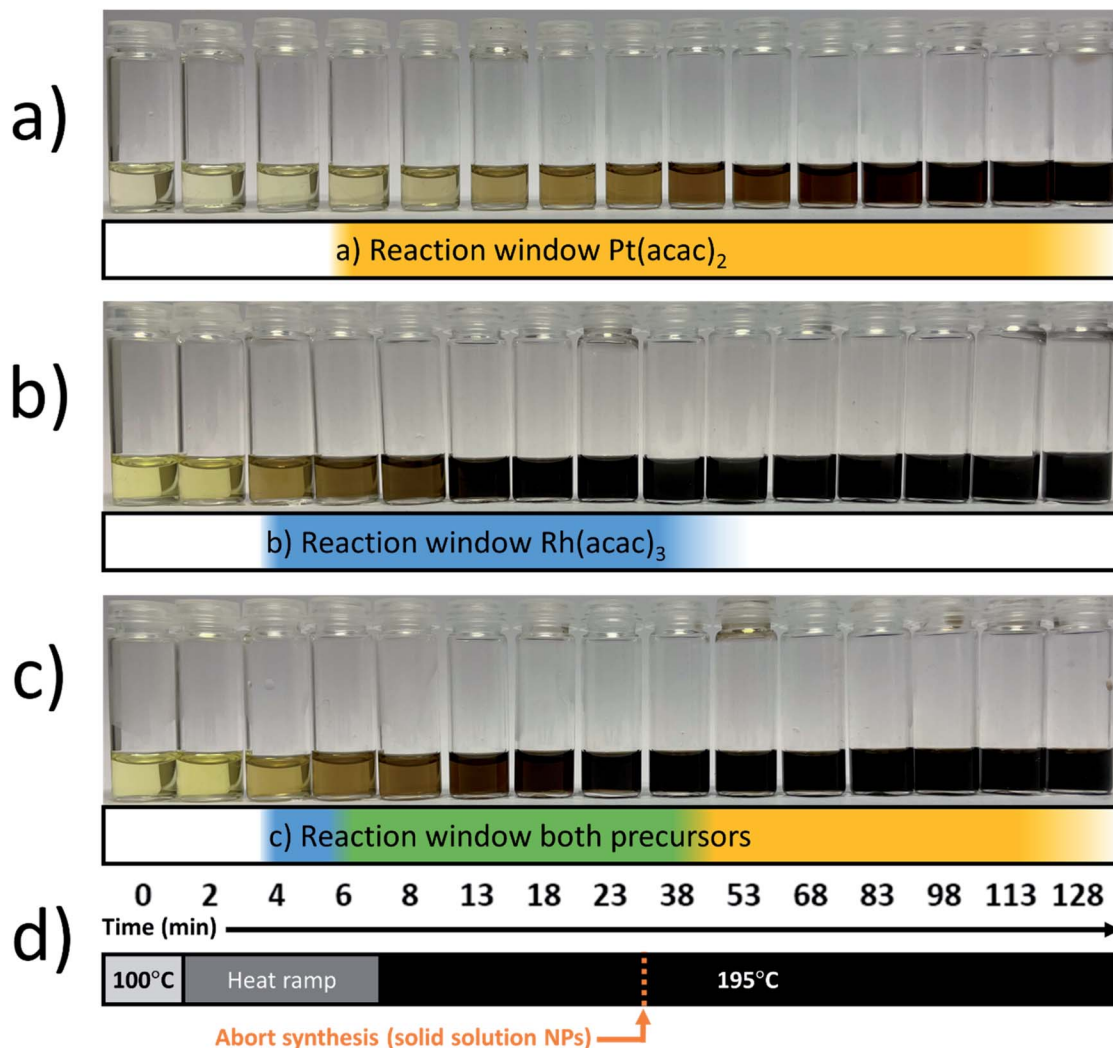 a)
a) Reaction window Pt(acac)₂
b)
b) Reaction window Rh(acac)₃
c)
c) Reaction window both precursors
0 2 4 6 8 13 18 23 38 53 68 83 98 113 128
d)
Time (min)
100°C Heat ramp 195°C
Abort synthesis (solid solution NPs)